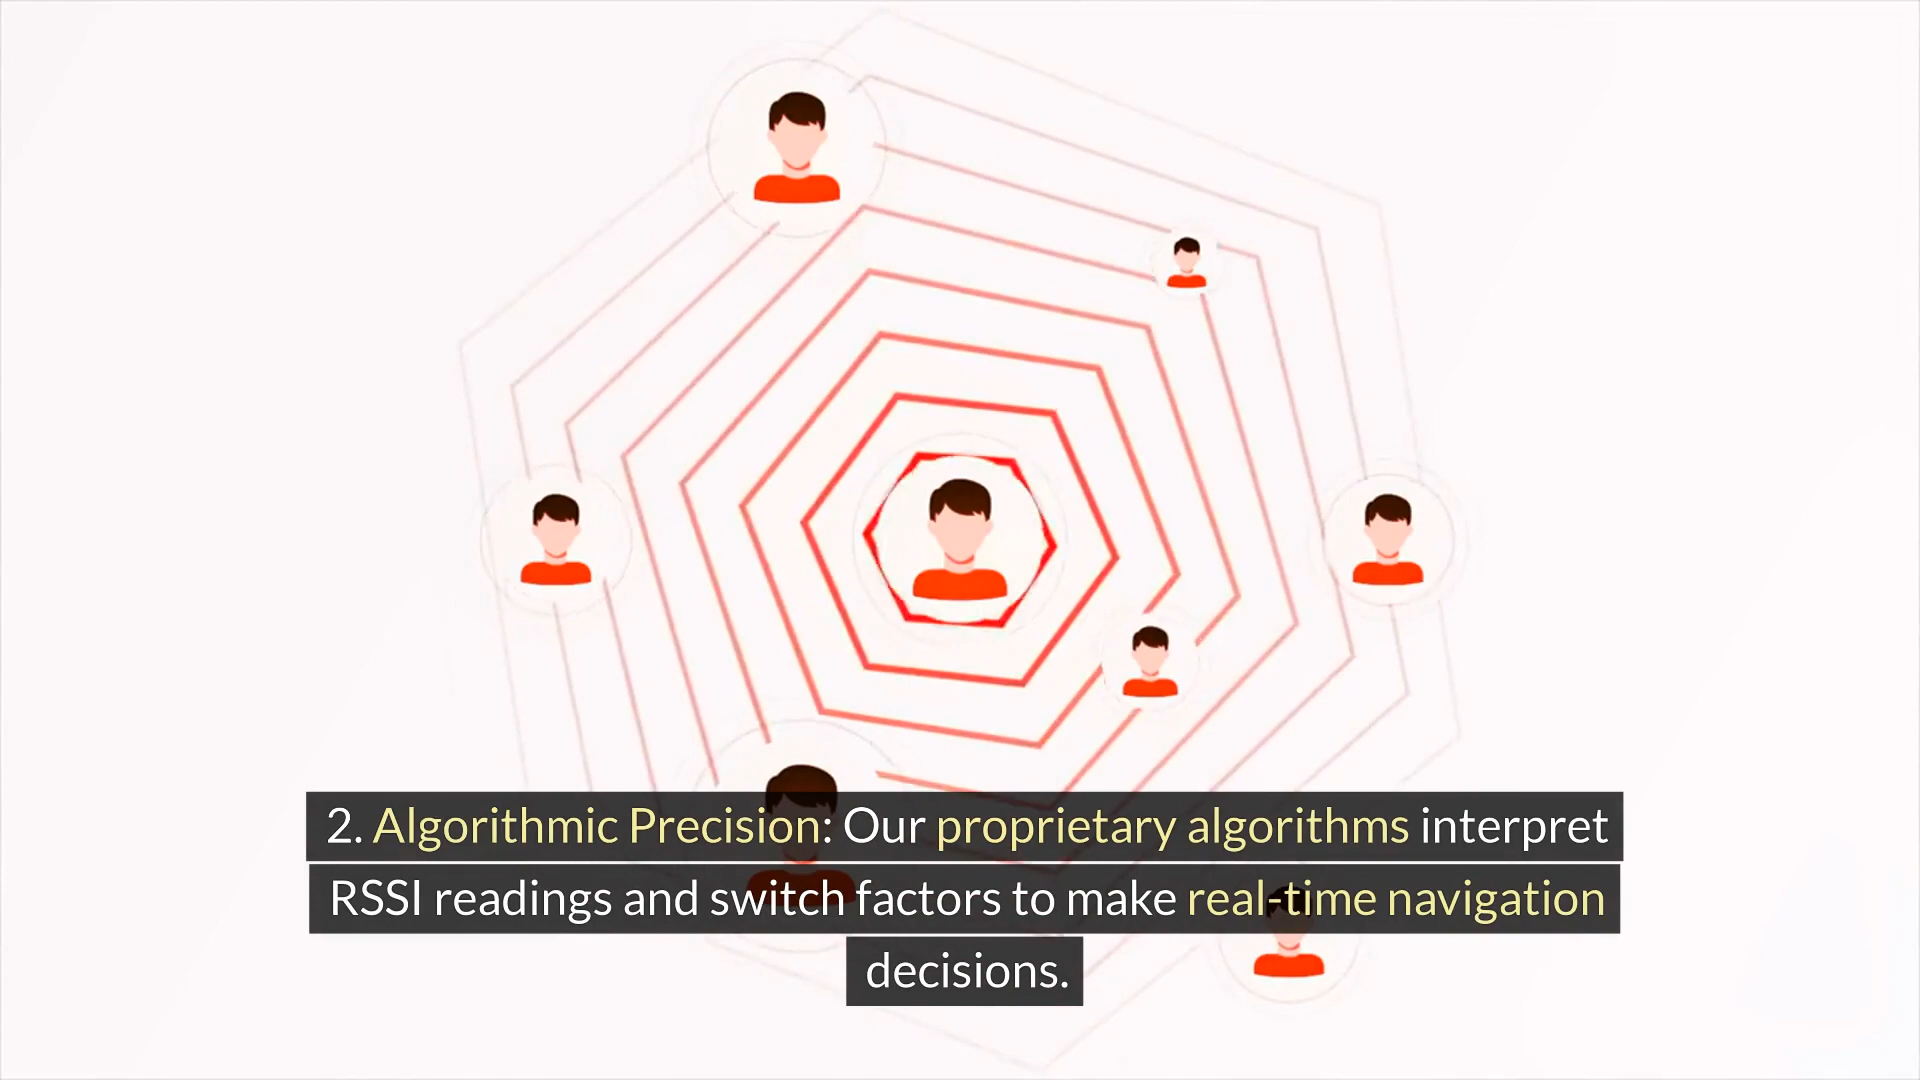 2. Algorithmic Precision: Our proprietary algorithms interpret
RSSI readings and switch factors to make real-time navigation
decisions.